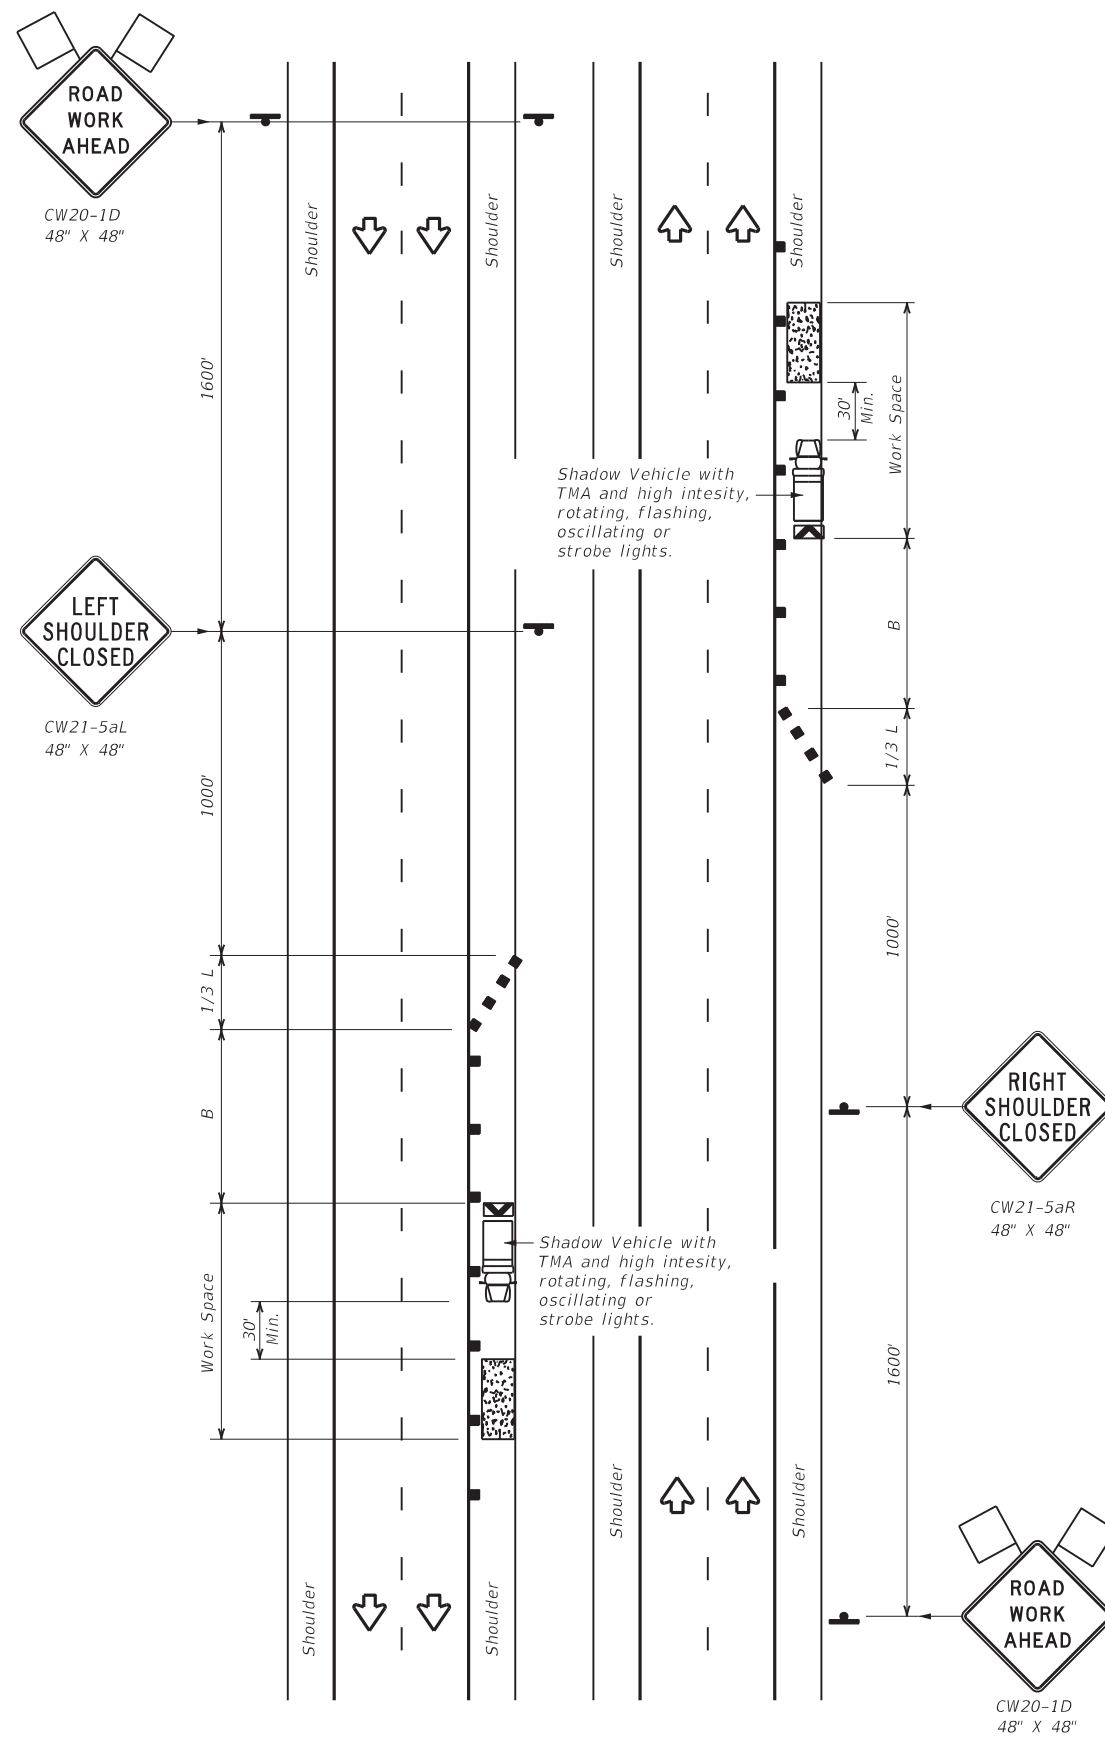 ROAD
WORK
AHEAD
CW20-1D
48" X 48"
Shoulder
Shoulder
Shoulder
Shoulder
1600'
30'
Min.
Work Space
Shadow Vehicle with
TMA and high intesity,
rotating, flashing,
oscillating or
strobe lights.
LEFT
SHOULDER
CLOSED
CW21-5aL
48" X 48"
B
1/3 L
1000'
1000'
1/3 L
B
RIGHT
SHOULDER
CLOSED
CW21-5aR
48" X 48"
Shadow Vehicle with
TMA and high intesity,
rotating, flashing,
oscillating or
strobe lights.
Work Space
30'
Min.
1600'
Shoulder
Shoulder
Shoulder
Shoulder
ROAD
WORK
AHEAD
CW20-1D
48" X 48"